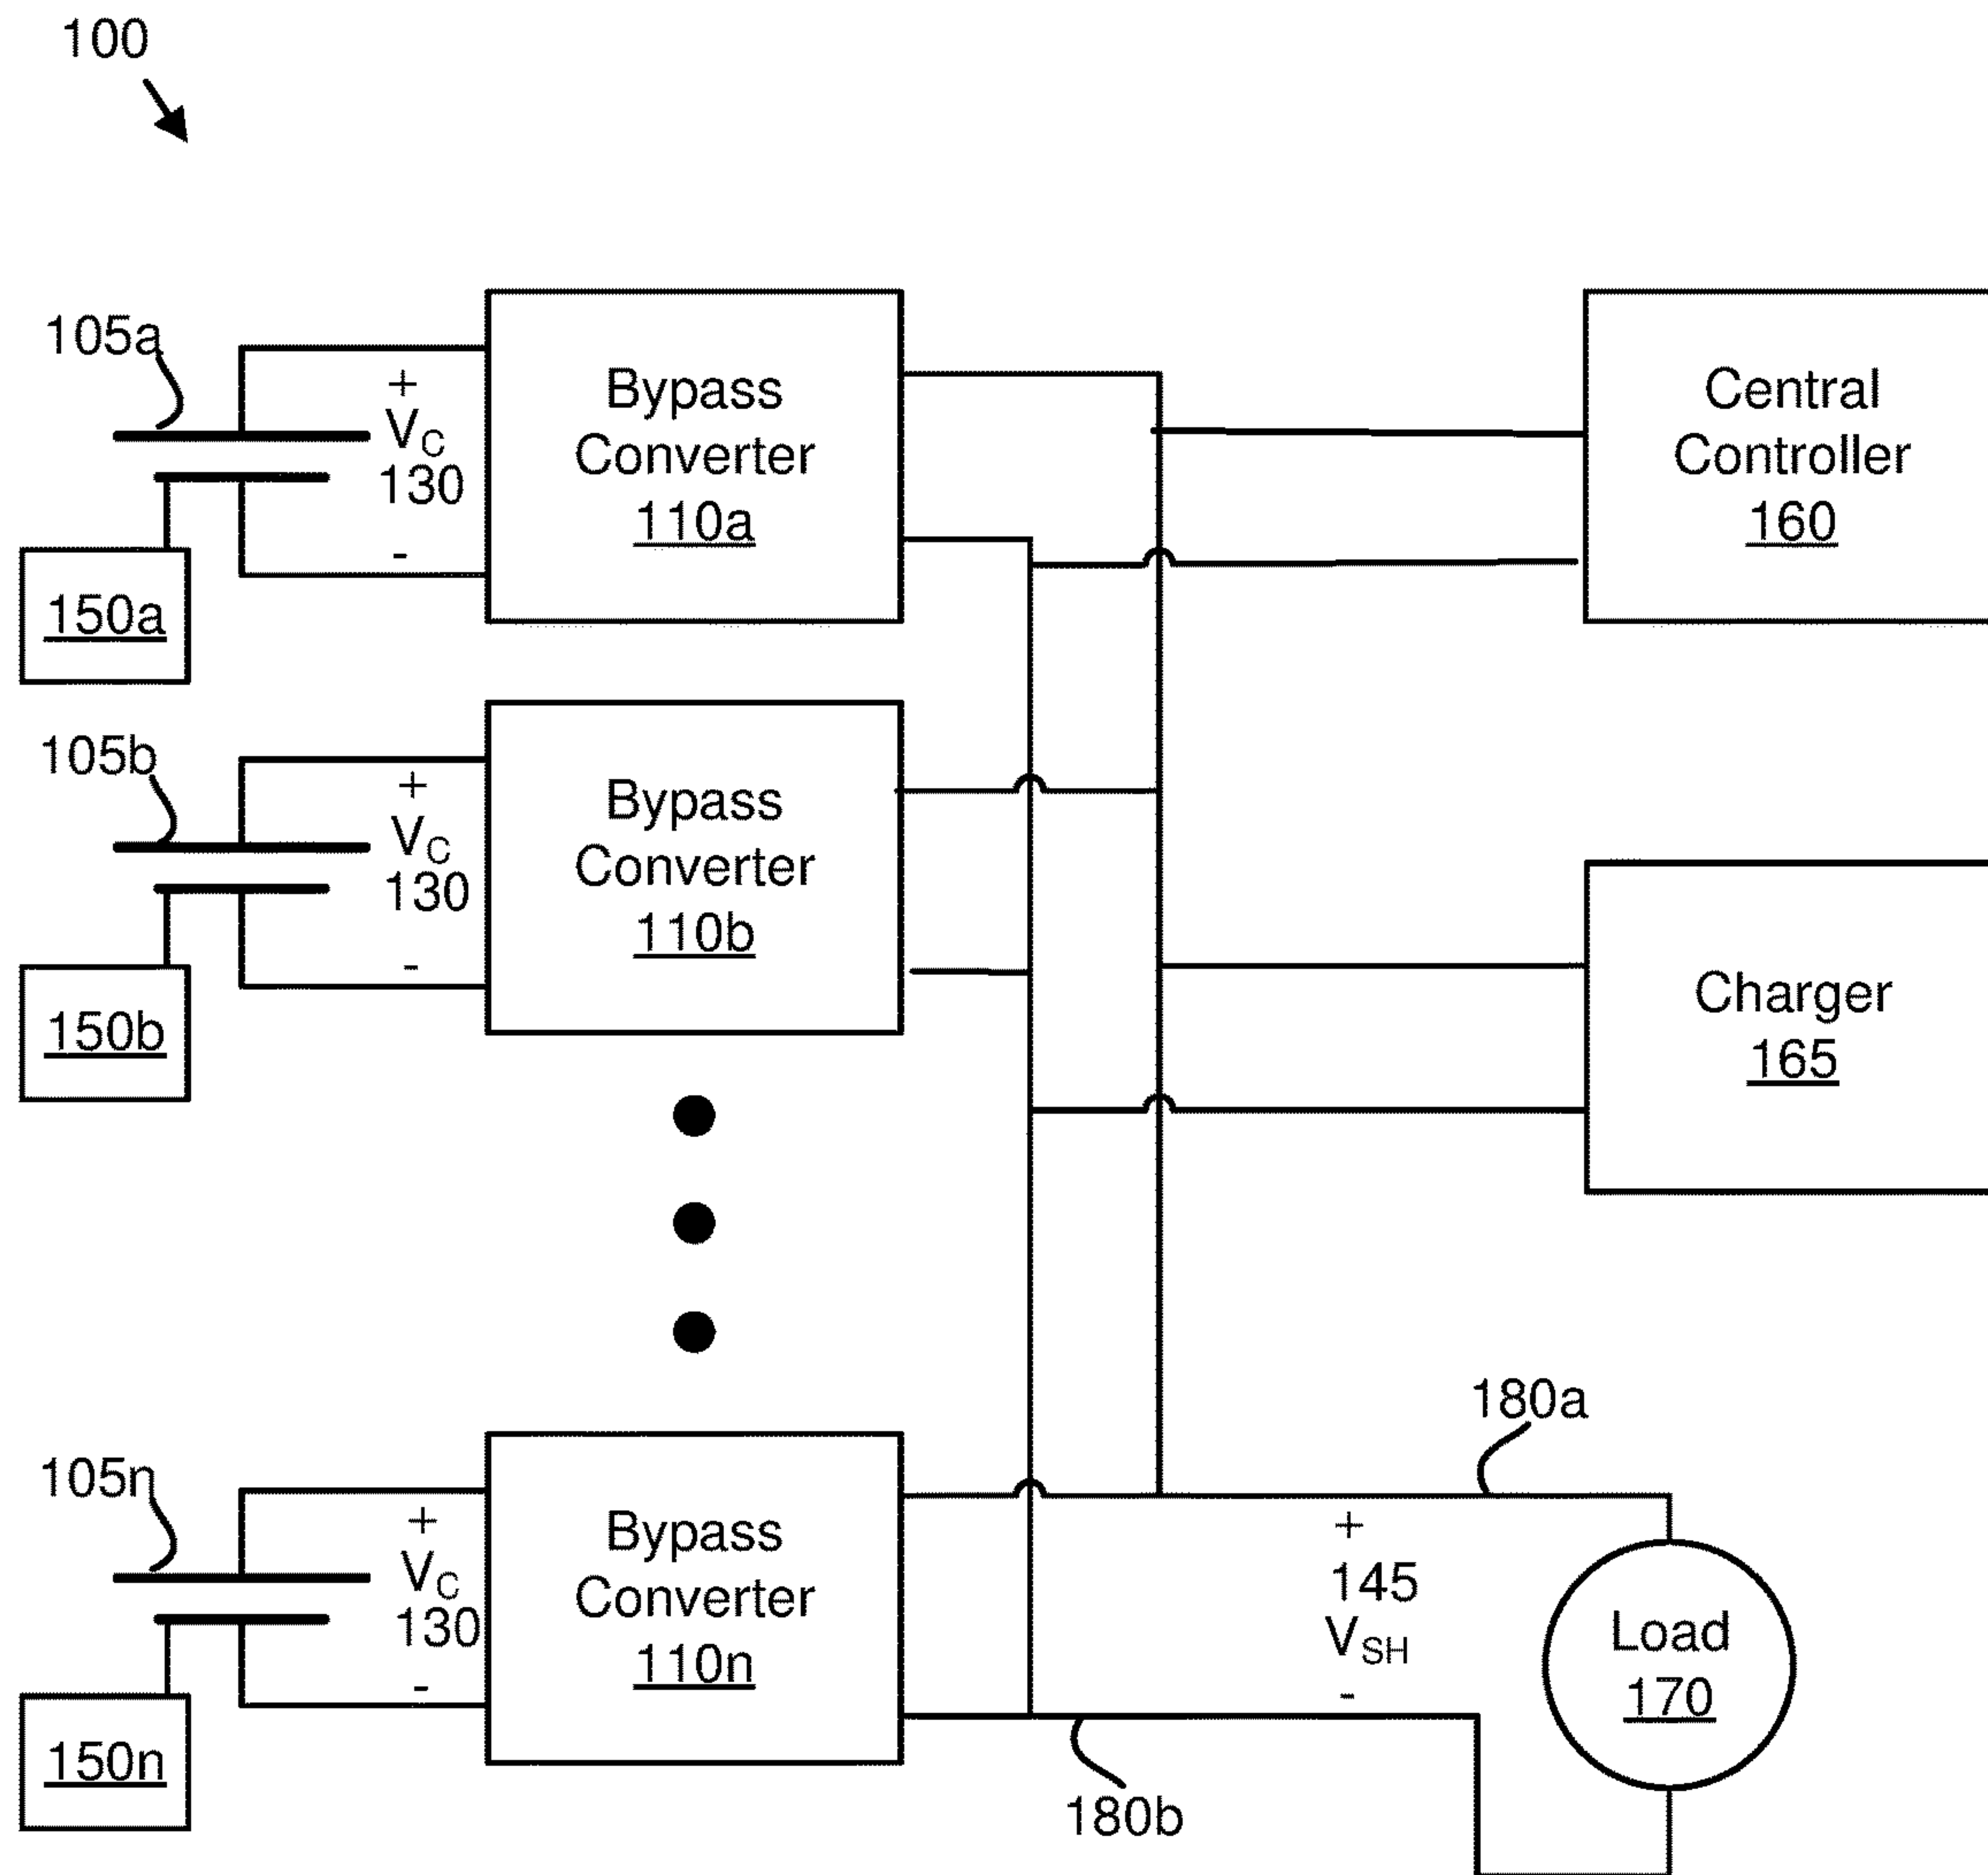 100
105a
+
VC
130
-
150a
Bypass
Converter
110a
Central
Controller
160
105b
+
VC
130
-
150b
Bypass
Converter
110b
Charger
165
105n
+
VC
130
-
150n
Bypass
Converter
110n
180a
+
145
VSH
-
Load
170
180b